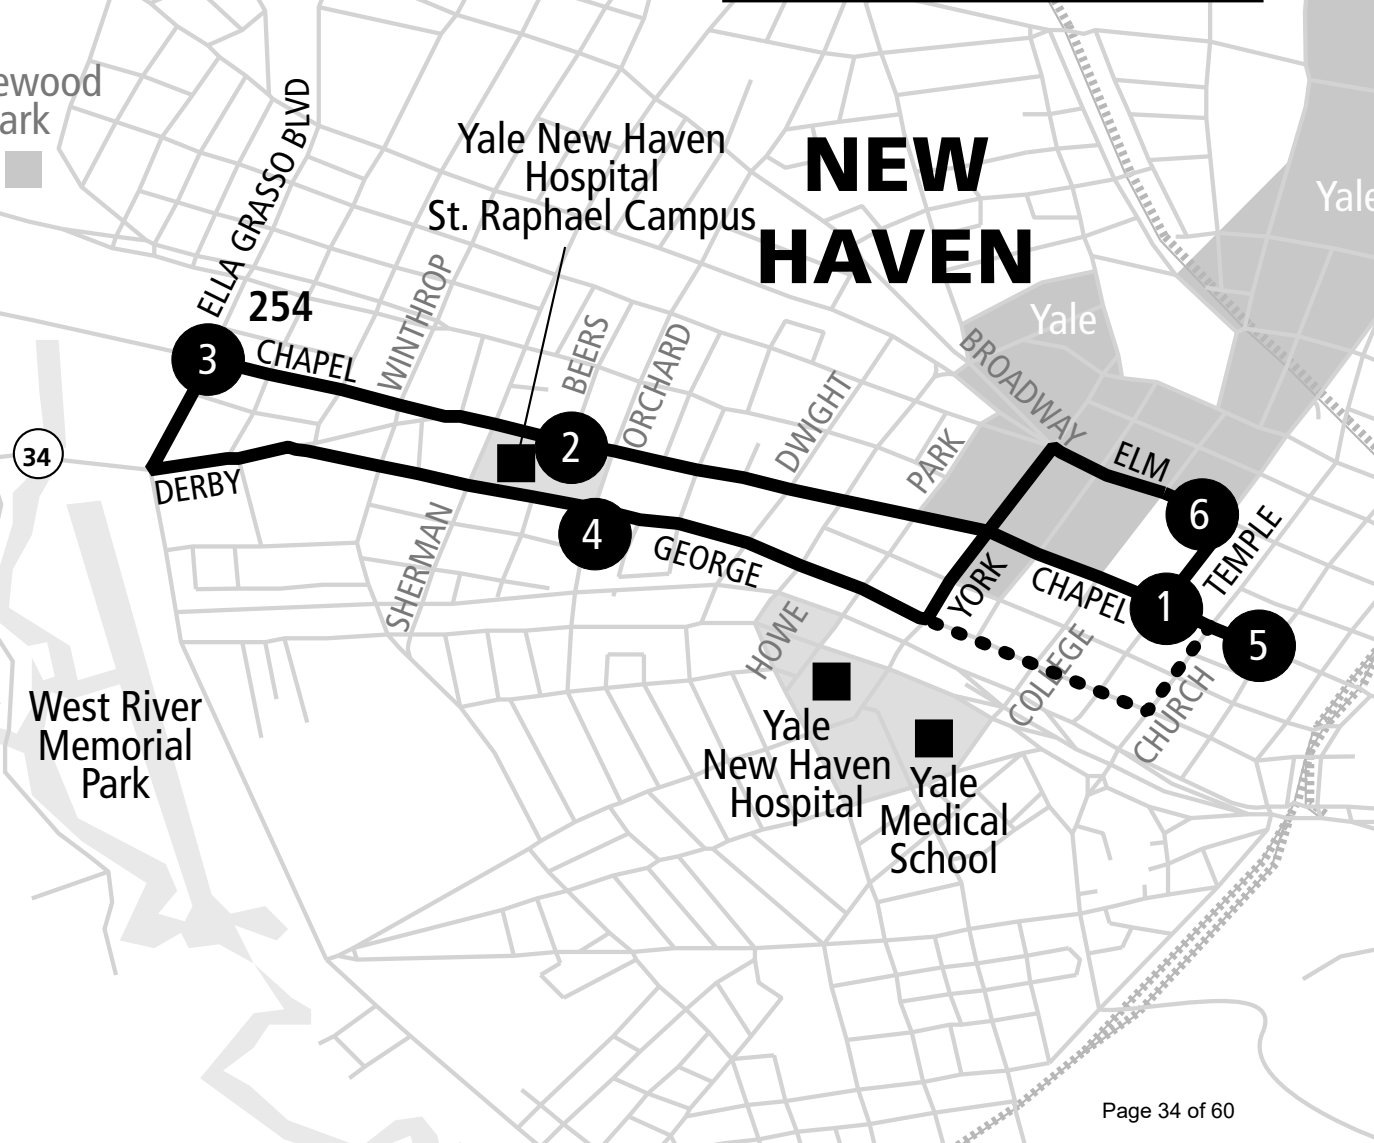 ewood
ark
ELLA GRASSO BLVD
Yale New Haven
Hospital
St. Raphael Campus
NEW
HAVEN
Yale
Yale
254
3
CHAPEL
WINTHROP
BEERS
ORCHARD
DWIGHT
PARK
BROADWAY
ELM
34
DERBY
2
4
GEORGE
SHERMAN
6
TEMPLE
YORK
CHAPEL
1
5
HOWE
COLLEGE
CHURCH
West River
Memorial
Park
Yale
New Haven
Hospital
Yale
Medical
School
Page 34 of 60